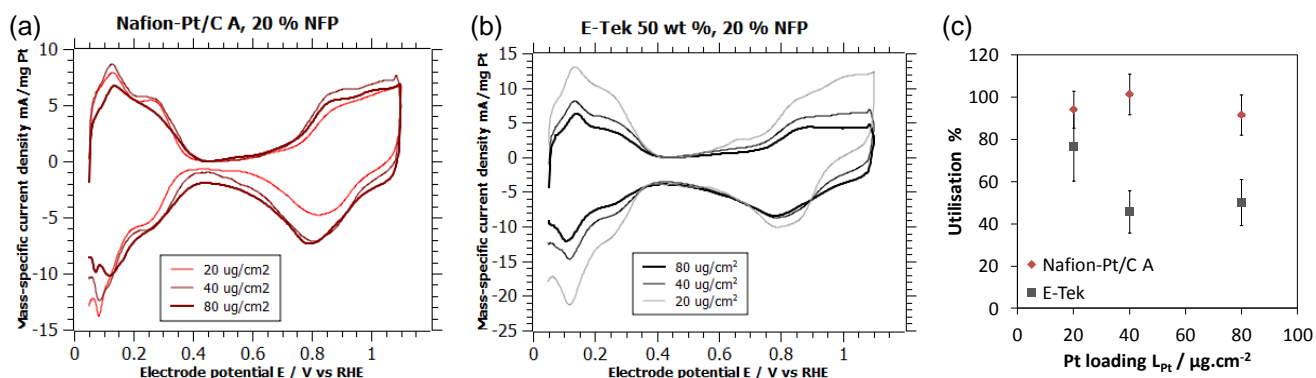 (a)
Nafion-Pt/C A, 20 % NFP
Mass-specific current density mA/mg Pt
10
5
0
-5
-10
-15
0
0.2
0.4
0.6
0.8
1
20 ug/cm2
40 ug/cm2
80 ug/cm2
Electrode potential E / V vs RHE
(b)
E-Tek 50 wt %, 20 % NFP
Mass-specific current density mA/mg Pt
15
10
5
0
-5
-10
-15
-20
-25
0
0.2
0.4
0.6
0.8
1
80 ug/cm²
40 ug/cm²
20 ug/cm²
Electrode potential E / V vs RHE
(c)
Utilisation %
120
100
80
60
40
20
0
Nafion-Pt/C A
E-Tek
0
20
40
60
80
100
Pt loading L_Pt / µg.cm⁻²